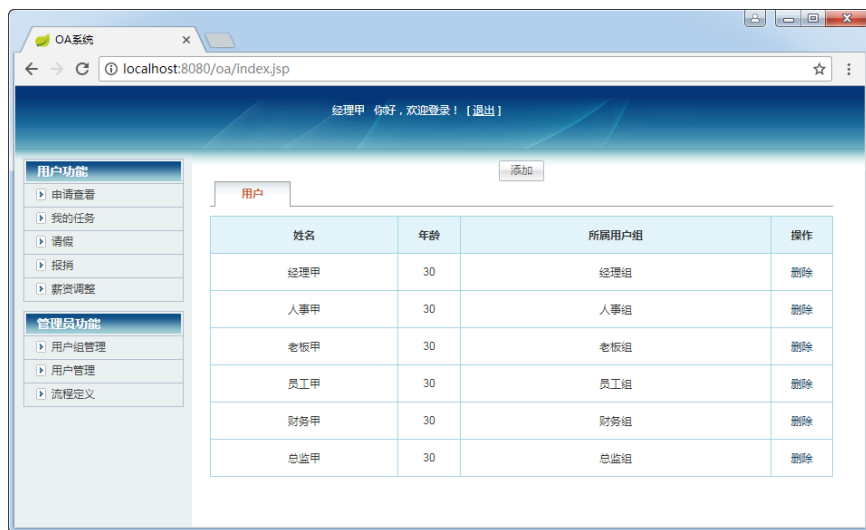 OA系统
localhost:8080/oa/index.jsp
经理甲 你好，欢迎登录！ [退出]
用户功能
申请查看
我的任务
请假
报销
薪资调整
管理员功能
用户组管理
用户管理
流程定义
添加
用户
姓名 年龄 所属用户组 操作
经理甲 30 经理组 删除
人事甲 30 人事组 删除
老板甲 30 老板组 删除
员工甲 30 员工组 删除
财务甲 30 财务组 删除
总监甲 30 总监组 删除